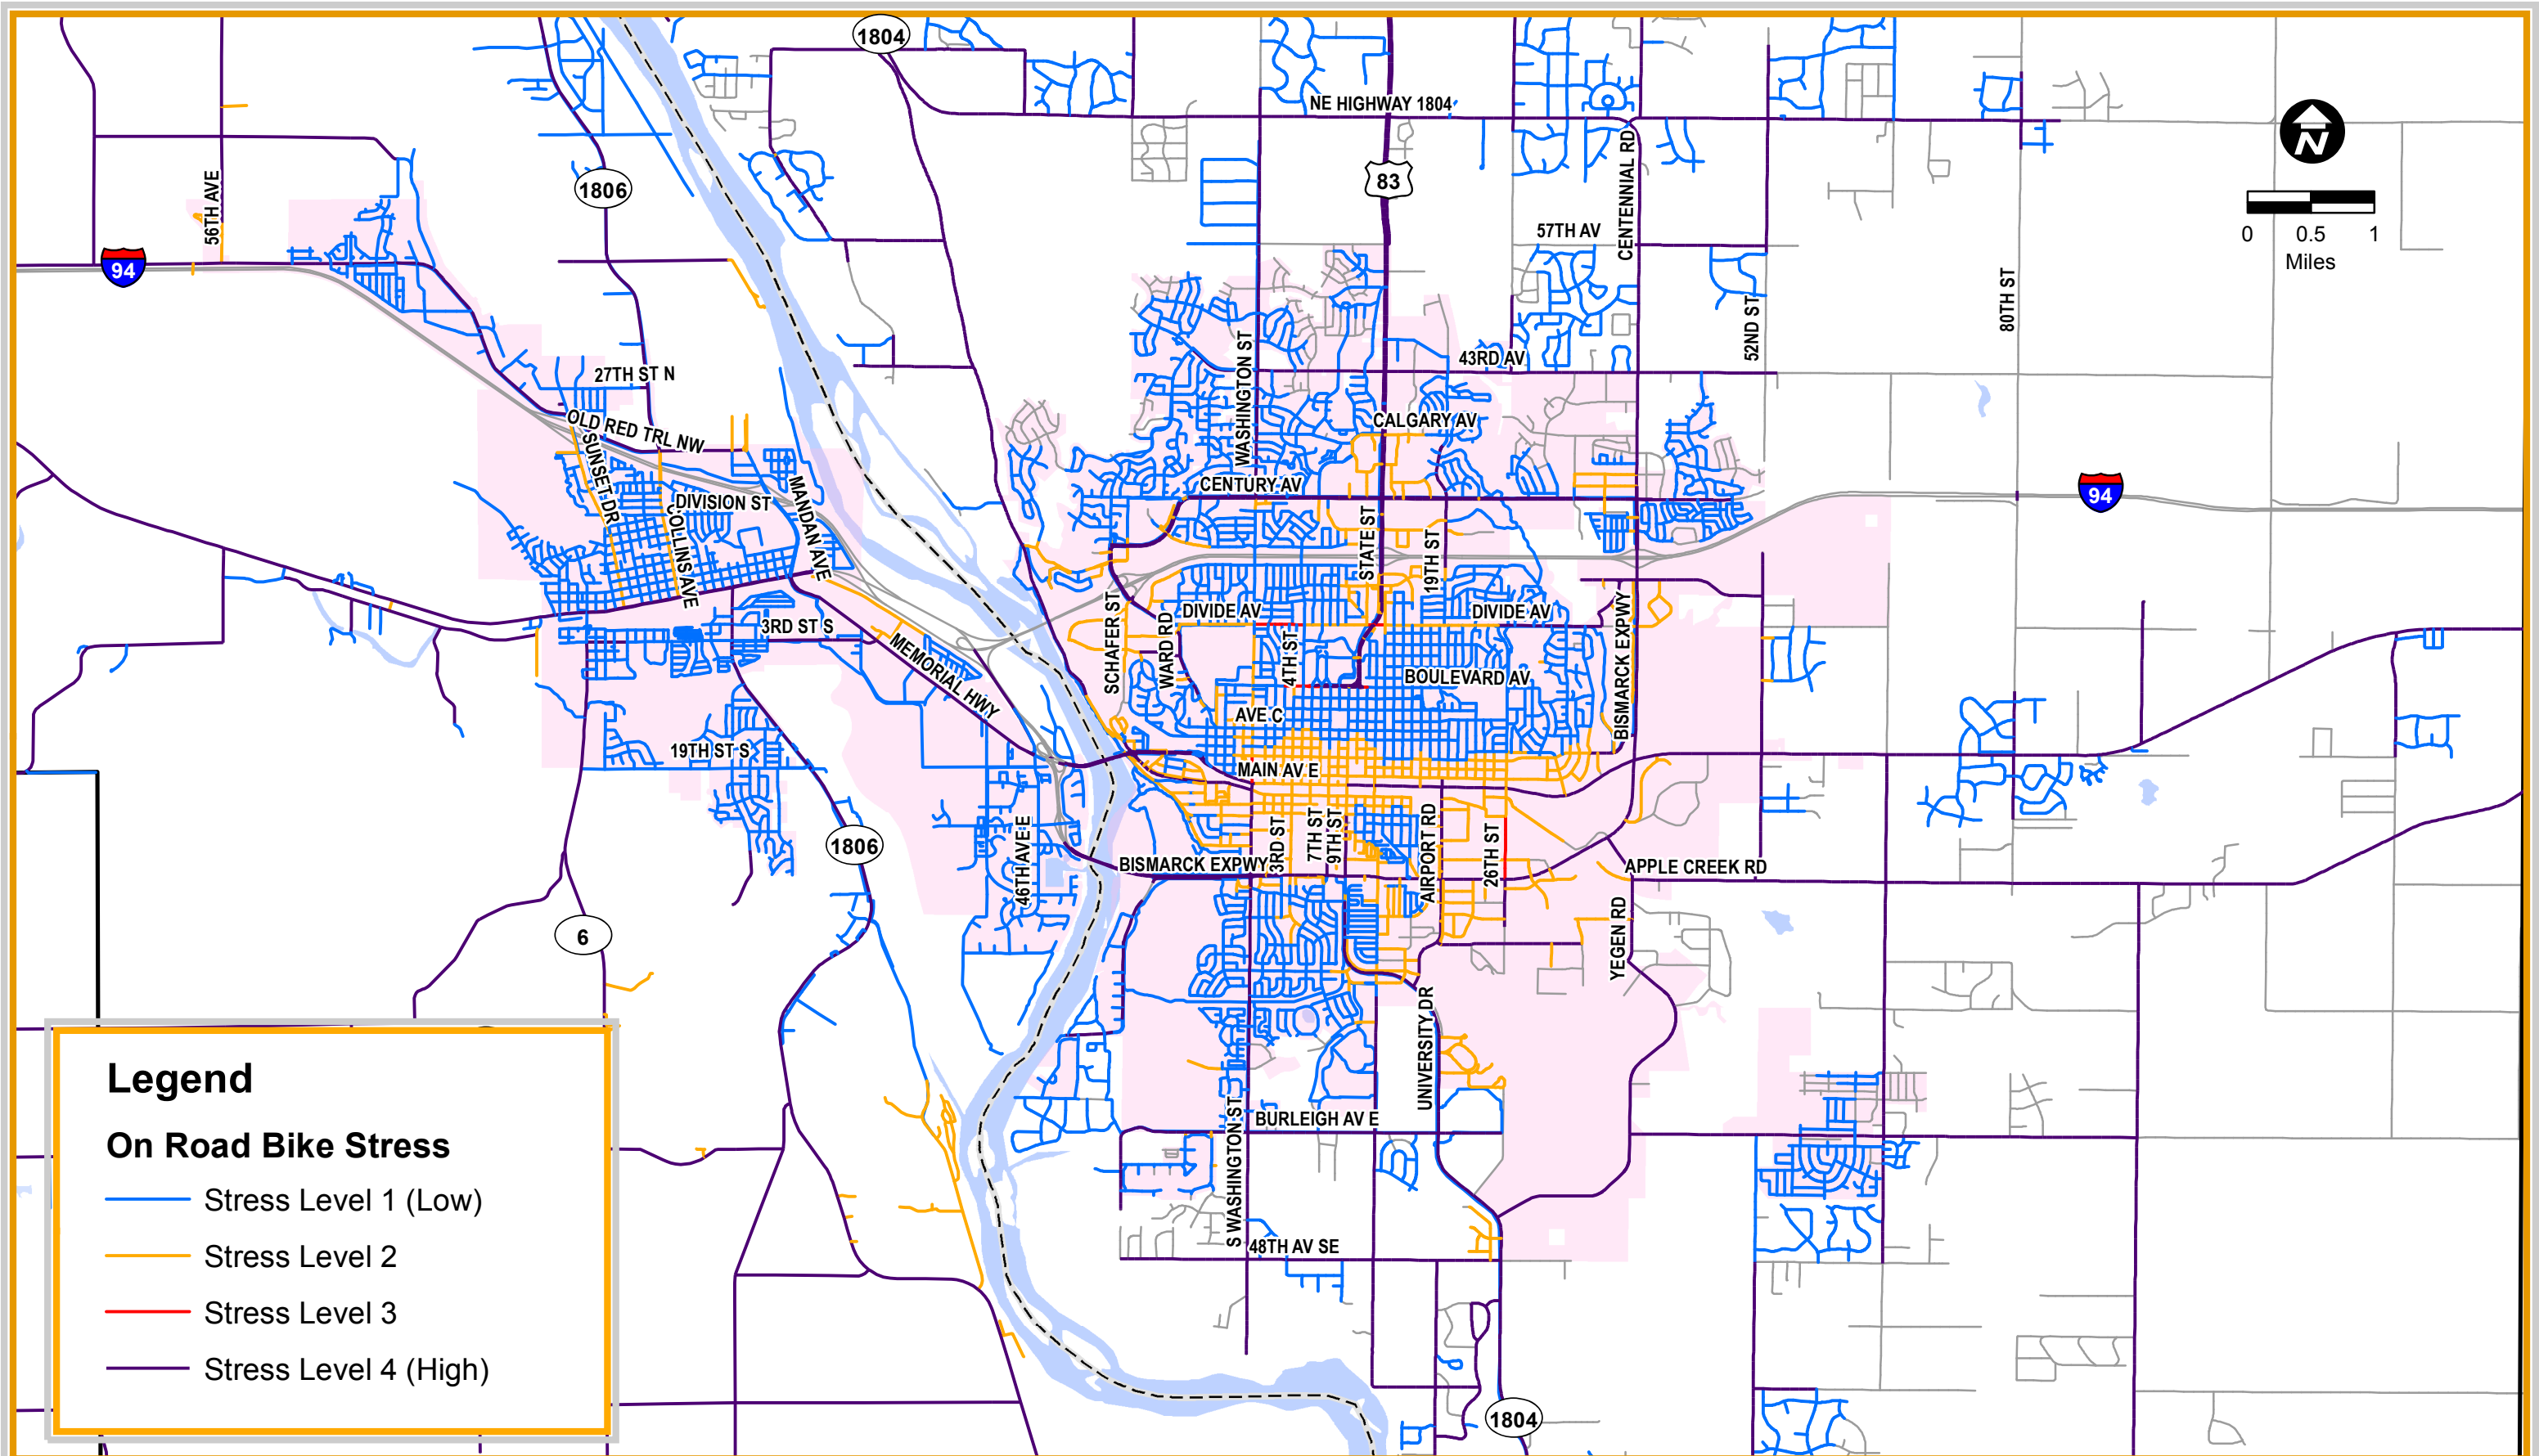 1804
NE HIGHWAY 1804
CENTENNIAL RD
56TH AVE
1806
83
N
0 0.5 1
Miles
57TH AV
94
80TH ST
52ND ST
WASHINGTON ST
43RD AV
27TH ST N
OLD RED TRL NW
CALGARY AV
SUNSET DR
CENTURY AV
94
DIVISION ST
MANDAN AVE
COLLINS AVE
STATE ST
19TH ST
DIVIDE AV
DIVIDE AV
SCHAFER ST
WARD RD
3RD ST S
4TH ST
BISMARCK EXPWY
MEMORIAL HWY
BOULEVARD AV
AVE C
19TH ST S
MAIN AV E
1806
46TH AVE E
3RD ST
7TH ST
9TH ST
AIRPORT RD
26TH ST
BISMARCK EXPWY
APPLE CREEK RD
6
YEGEN RD
UNIVERSITY DR
BURLEIGH AV E
S WASHINGTON ST
48TH AV SE
1804
Legend
On Road Bike Stress
Stress Level 1 (Low)
Stress Level 2
Stress Level 3
Stress Level 4 (High)